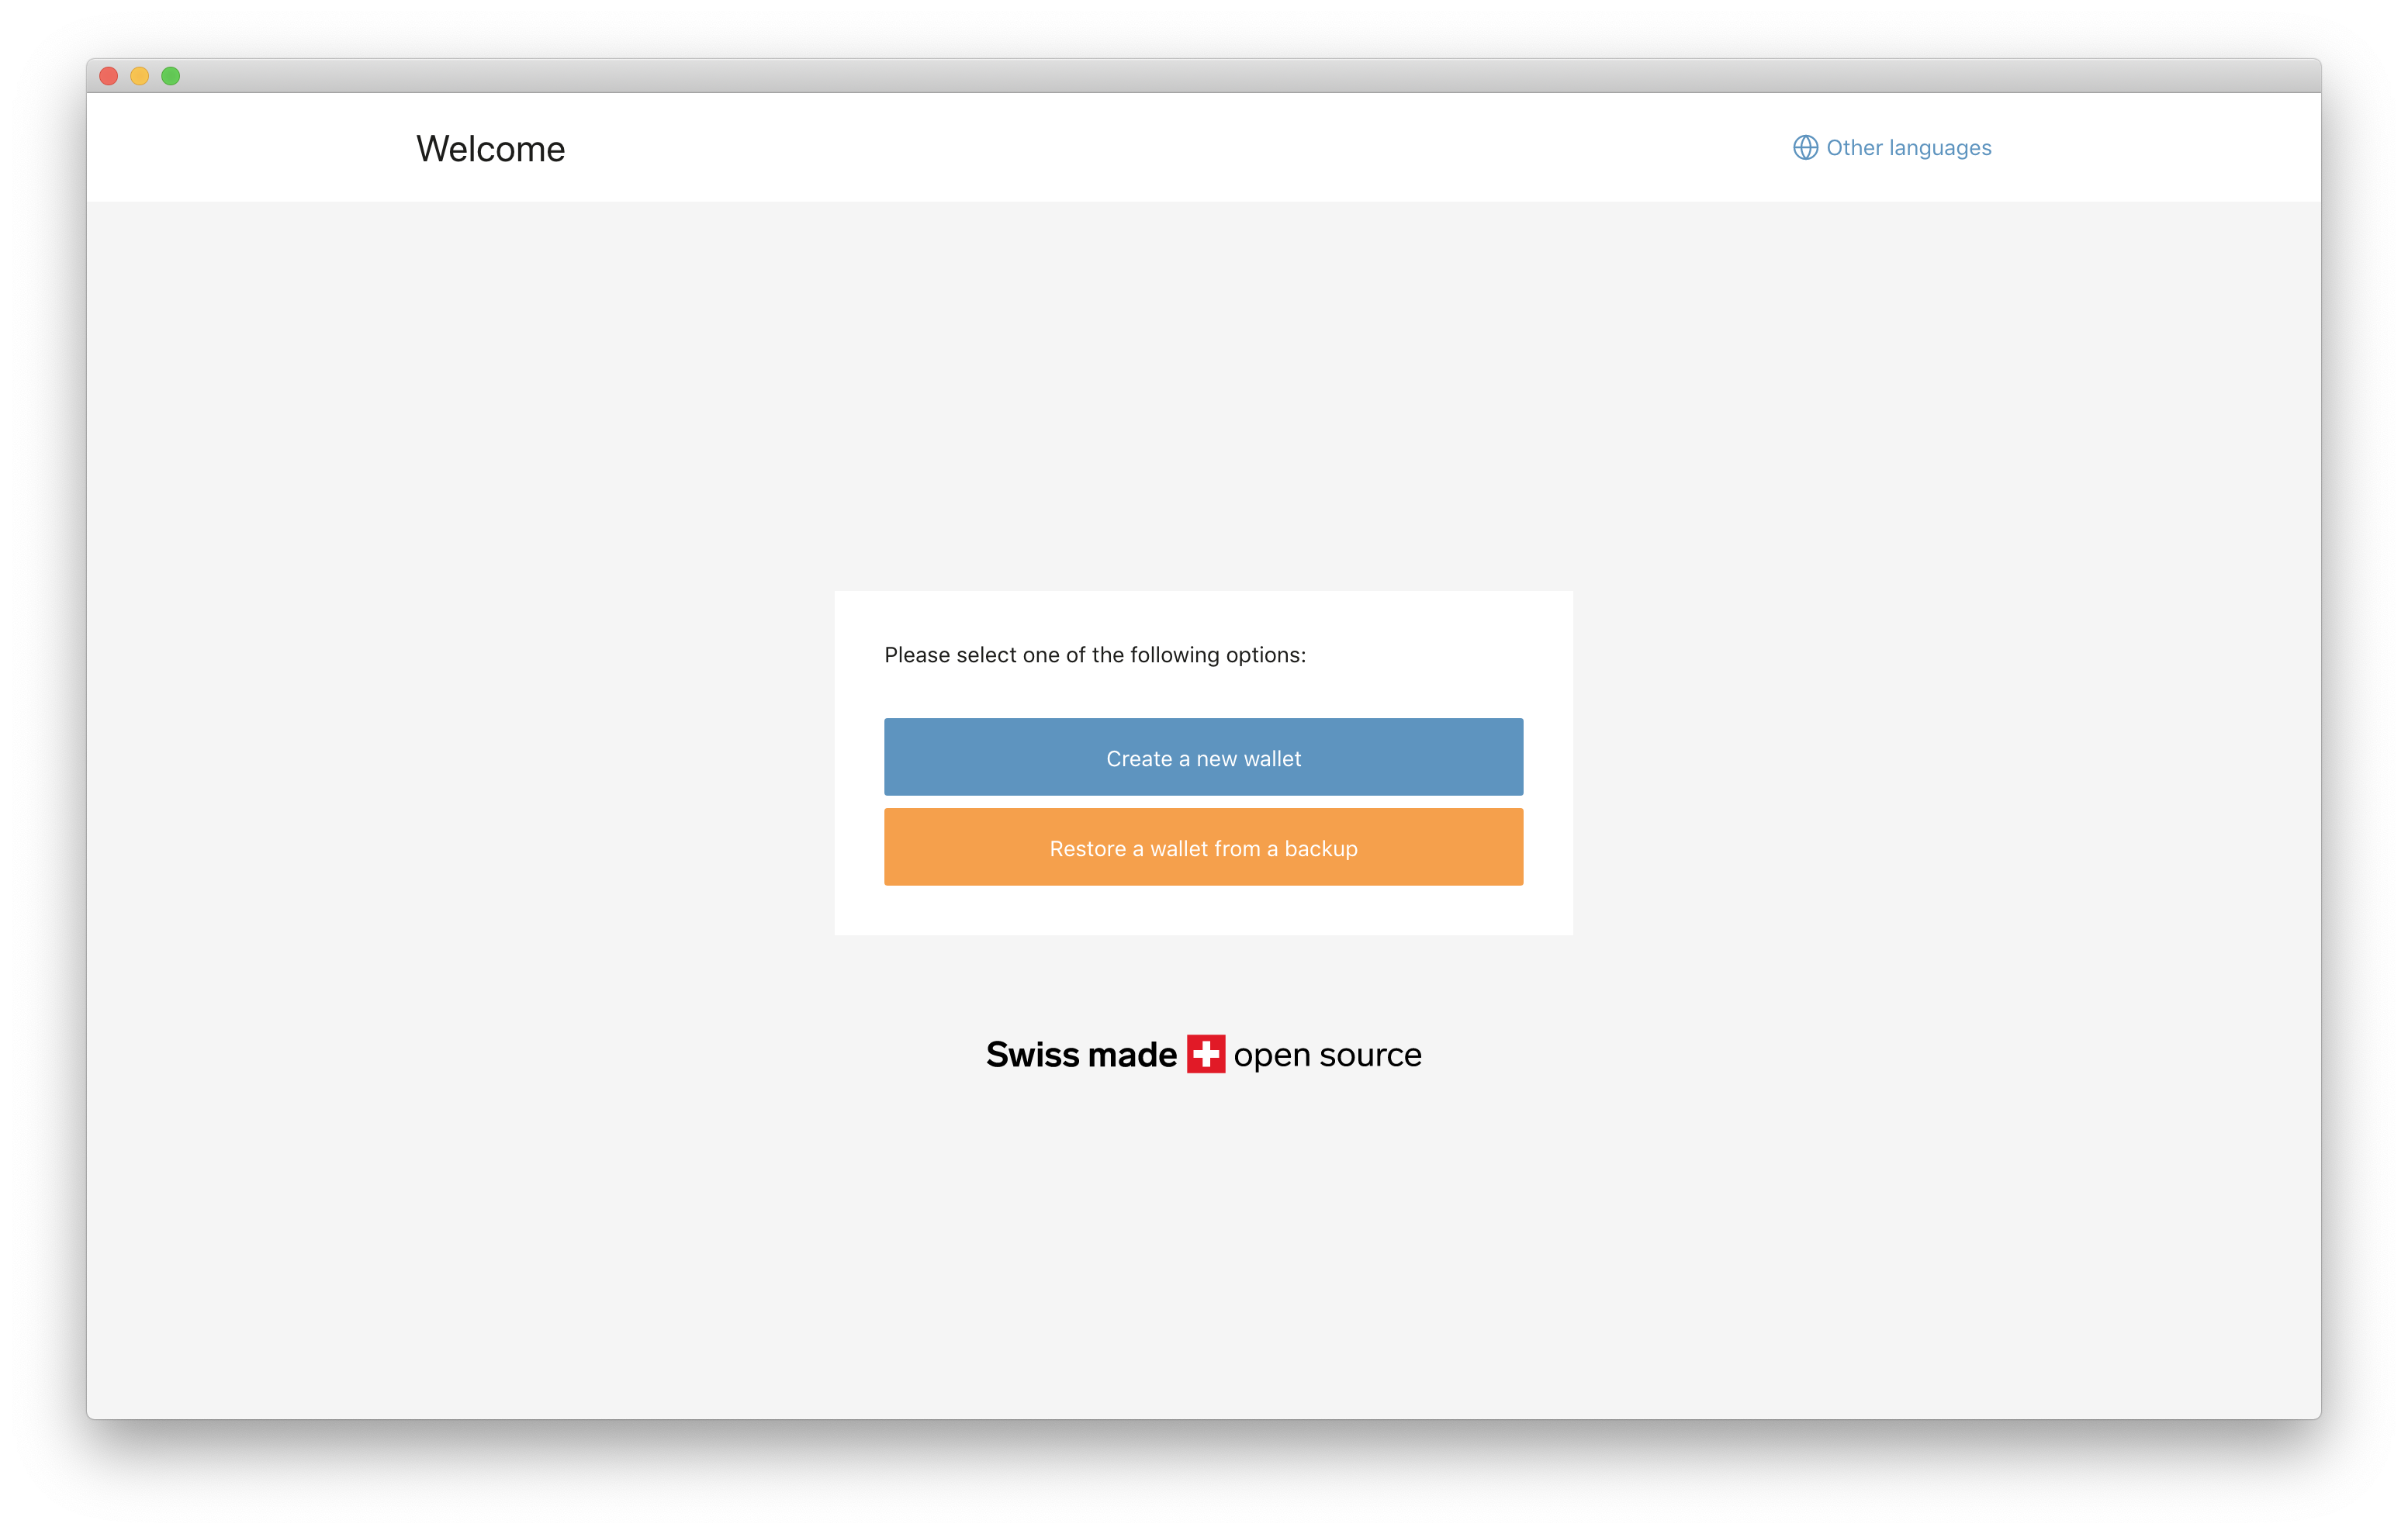 Welcome
Other languages
Please select one of the following options:
Create a new wallet
Restore a wallet from a backup
Swiss made open source